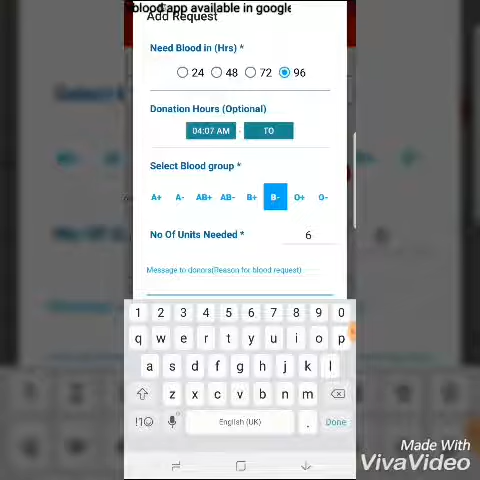 blood app available in google
Add Request
Need Blood in (Hrs) *
24 48 72 96
Donation Hours (Optional)
04:07 AM - TO
Select Blood group *
A+ A- AB+ AB- B+ B- O+ O-
No Of Units Needed * 6
Message to donors(Reason for blood request)
1 2 3 4 5 6 7 8 9 0
q w e r t y u i o p
a s d f g h j k l
z x c v b n m
!1☺ English (UK) . Done
Made With
VivaVideo